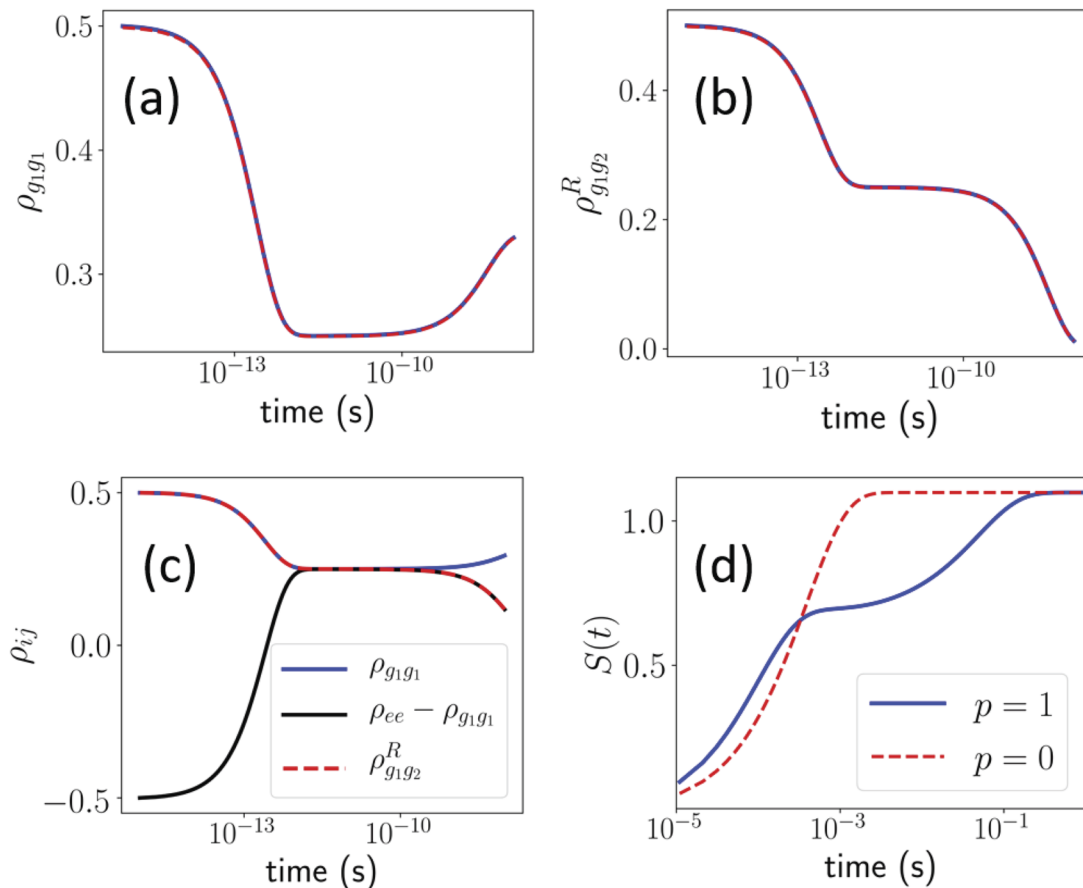 0.5
0.4
0.3
(a)
ρg1g1
10⁻¹³
10⁻¹⁰
time (s)
0.4
0.2
0.0
(b)
ρᴿg1g2
10⁻¹³
10⁻¹⁰
time (s)
0.5
0.0
−0.5
(c)
ρij
ρg1g1
ρee − ρg1g1
ρᴿg1g2
10⁻¹³
10⁻¹⁰
time (s)
1.0
0.5
(d)
S(t)
p = 1
p = 0
10⁻⁵
10⁻³
10⁻¹
time (s)